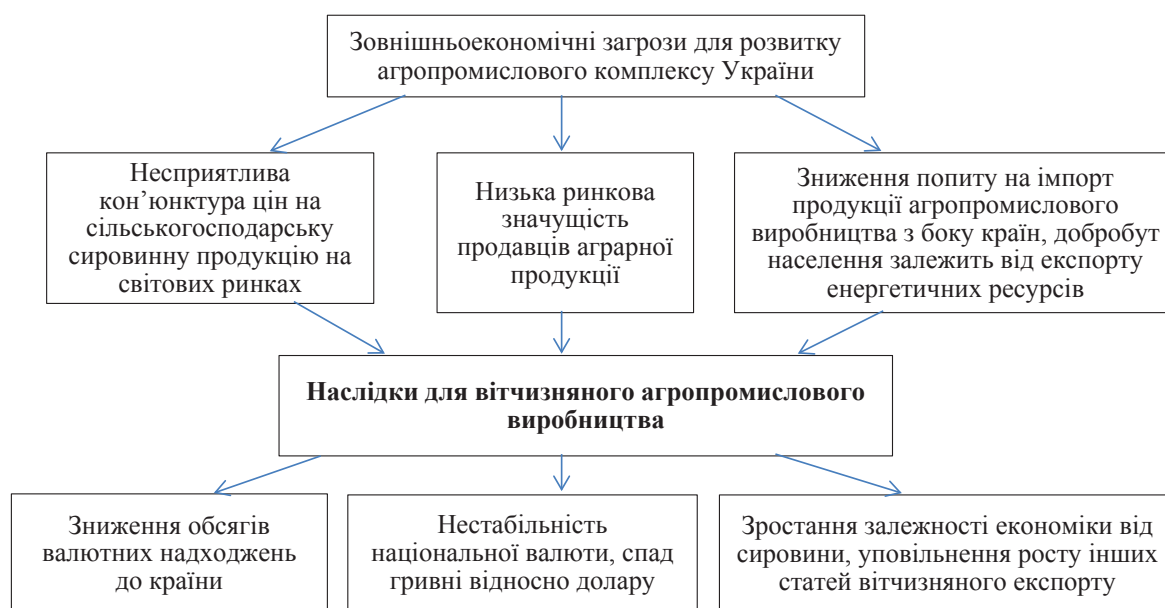 Зовнішньоекономічні загрози для розвитку
агропромислового комплексу України
Несприятлива
кон’юнктура цін на
сільськогосподарську
сировинну продукцію на
світових ринках
Низька ринкова
значущість
продавців аграрної
продукції
Зниження попиту на імпорт
продукції агропромислового
виробництва з боку країн, добробут
населення залежить від експорту
енергетичних ресурсів
Наслідки для вітчизняного агропромислового
виробництва
Зниження обсягів
валютних надходжень
до країни
Нестабільність
національної валюти, спад
гривні відносно долару
Зростання залежності економіки від
сировини, уповільнення росту інших
статей вітчизняного експорту